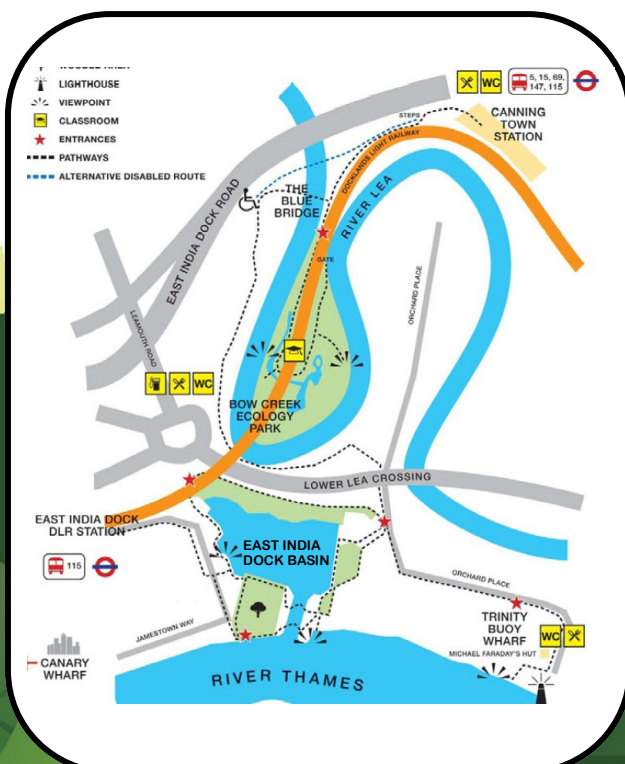 WOODED AREA
LIGHTHOUSE
VIEWPOINT
CLASSROOM
ENTRANCES
PATHWAYS
ALTERNATIVE DISABLED ROUTE
WC
5, 15, 69,
147, 115
CANNING
TOWN
STATION
STEPS
DOCKLANDS LIGHT RAILWAY
THE
BLUE
BRIDGE
RIVER LEA
EAST INDIA DOCK ROAD
GATE
ORCHARD PLACE
LEAMOUTH ROAD
WC
BOW CREEK
ECOLOGY
PARK
LOWER LEA CROSSING
EAST INDIA DOCK
DLR STATION
115
EAST INDIA
DOCK BASIN
ORCHARD PLACE
TRINITY
BUOY
WHARF
WC
MICHAEL FARADAY'S HUT
JAMESTOWN WAY
CANARY
WHARF
RIVER THAMES